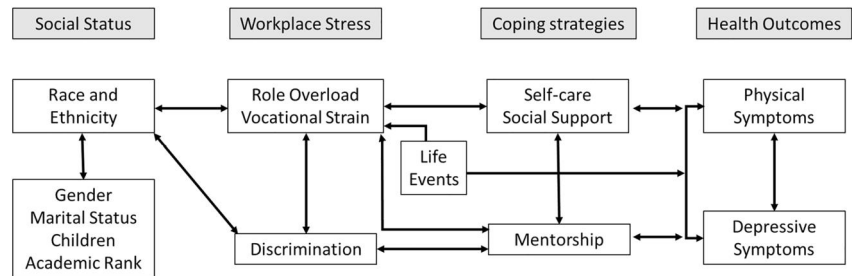 Social Status
Workplace Stress
Coping strategies
Health Outcomes
Race and
Ethnicity
Role Overload
Vocational Strain
Self-care
Social Support
Physical
Symptoms
Life
Events
Gender
Marital Status
Children
Academic Rank
Discrimination
Mentorship
Depressive
Symptoms